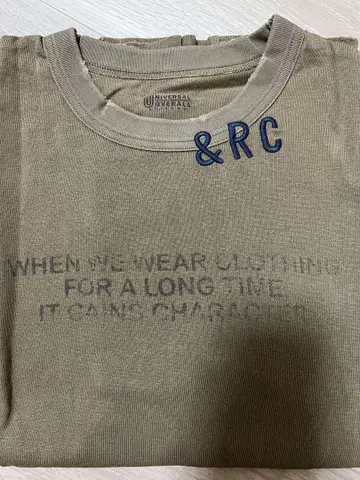 UNIVERSAL
OVERALL
&RC
WHEN WE WEAR CLOTHING
FOR A LONG TIME
IT GAINS CHARACTER